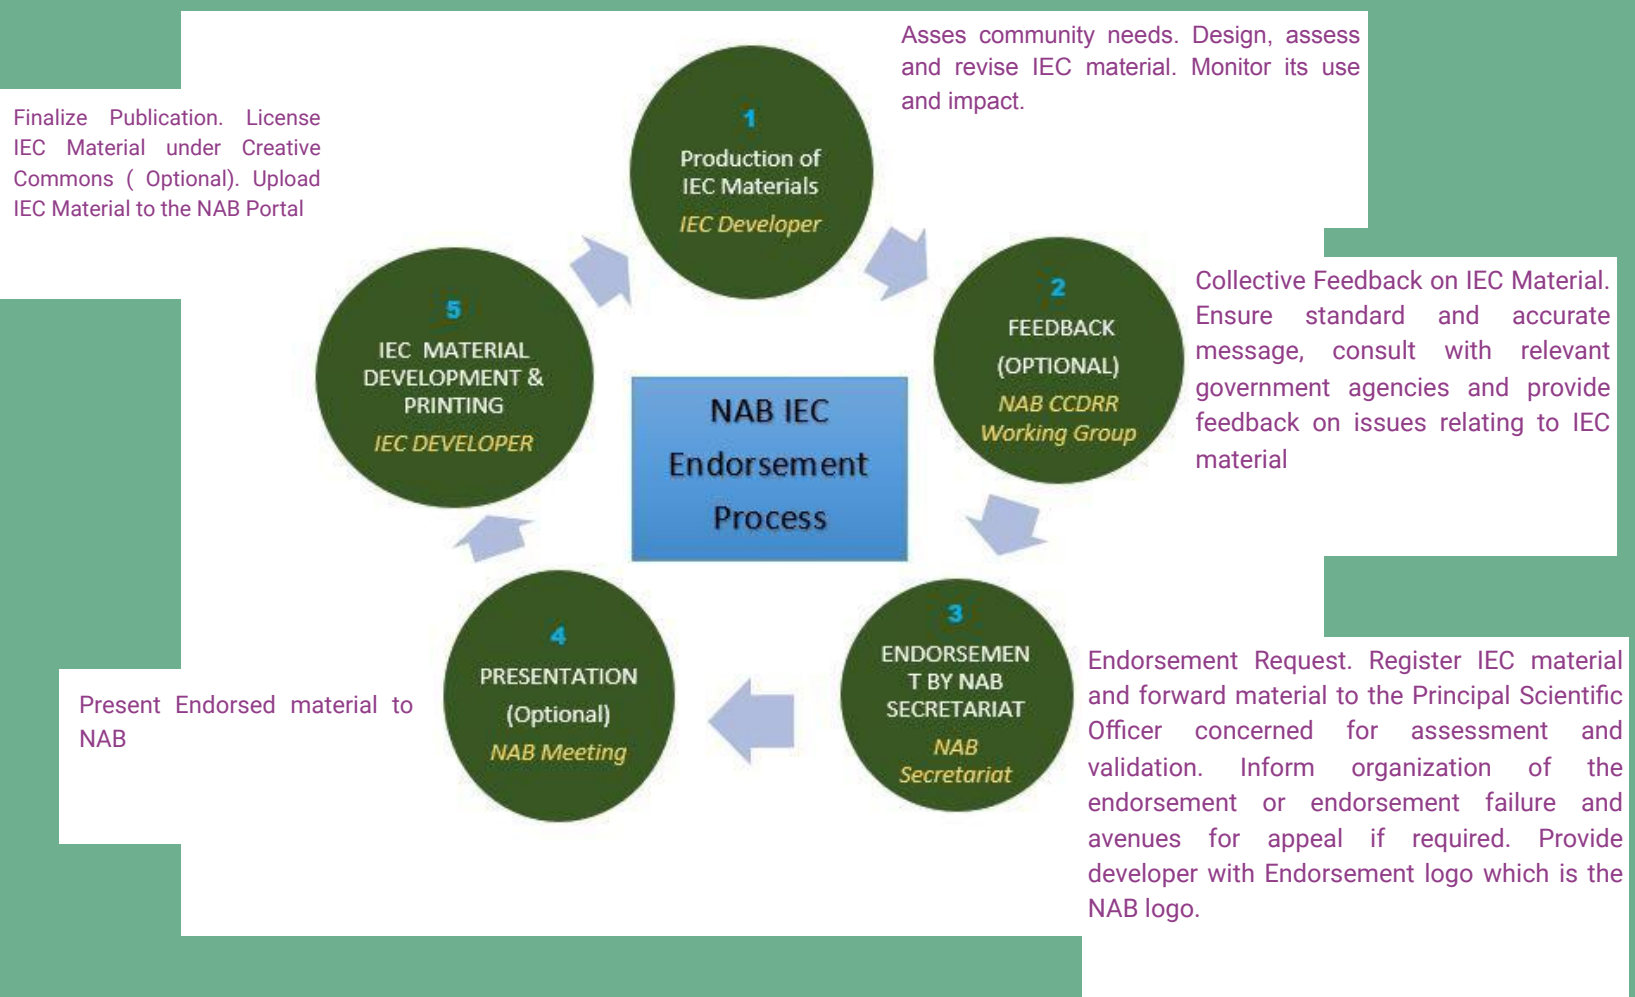 Asses community needs. Design, assess
and revise IEC material. Monitor its use
and impact.
Finalize Publication. License
IEC Material under Creative
Commons ( Optional). Upload
IEC Material to the NAB Portal
1
Production of
IEC Materials
IEC Developer
2
FEEDBACK
(OPTIONAL)
NAB CCDRR
Working Group
Collective Feedback on IEC Material.
Ensure standard and accurate
message, consult with relevant
government agencies and provide
feedback on issues relating to IEC
material
5
IEC MATERIAL
DEVELOPMENT &
PRINTING
IEC DEVELOPER
NAB IEC
Endorsement
Process
3
ENDORSEMEN
T BY NAB
SECRETARIAT
NAB
Secretariat
Endorsement Request. Register IEC material
and forward material to the Principal Scientific
Officer concerned for assessment and
validation. Inform organization of the
endorsement or endorsement failure and
avenues for appeal if required. Provide
developer with Endorsement logo which is the
NAB logo.
4
PRESENTATION
(Optional)
NAB Meeting
Present Endorsed material to
NAB